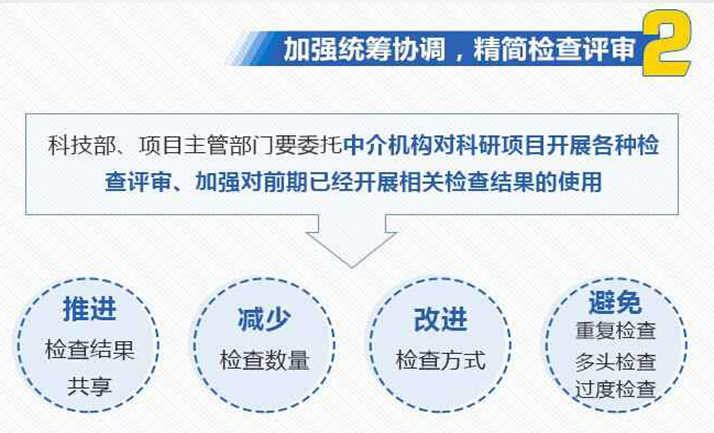 加强统筹协调，精简检查评审
2
科技部、项目主管部门要委托中介机构对科研项目开展各种检
查评审、加强对前期已经开展相关检查结果的使用
推进
检查结果
共享
减少
检查数量
改进
检查方式
避免
重复检查
多头检查
过度检查